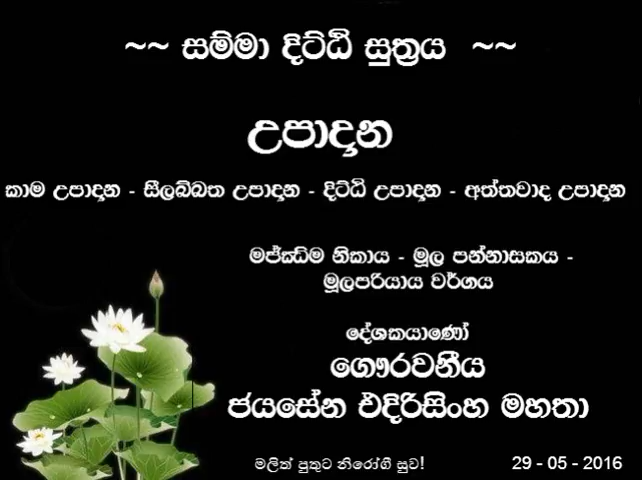 ~~ සම්මා දිට්ඨි සුත්‍රය ~~
උපාදාන
කාම උපාදාන - සීලබ්බත උපාදාන - දිට්ඨි උපාදාන - අත්තවාද උපාදාන
මජ්ඣිම නිකාය - මූල පන්නාසකය -
මූලපරියාය වර්ගය
දේශකයාණෝ
ගෞරවනීය
ජයසේන එදිරිසිංහ මහතා
මලිත් පුතුට නිරෝගී සුව!
29 - 05 - 2016